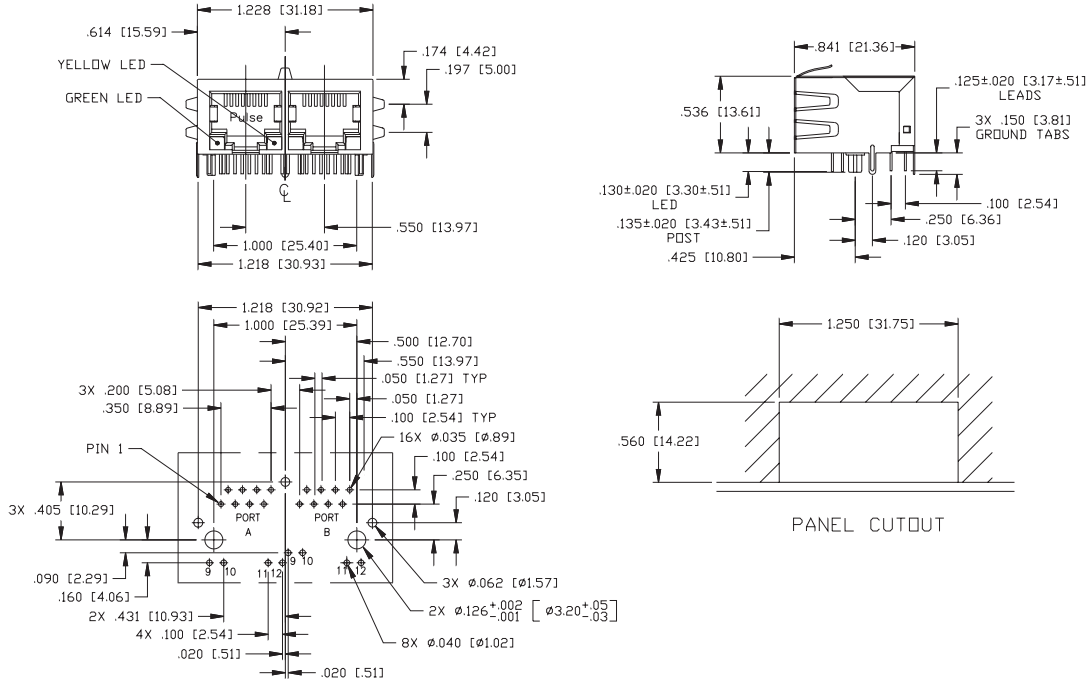 1.228 [31.18]
.614 [15.59]
YELLOW LED
GREEN LED
.174 [4.42]
.197 [5.00]
Pulse
CL
.550 [13.97]
1.000 [25.40]
1.218 [30.93]
.841 [21.36]
.536 [13.61]
.125±.020 [3.17±.51]
LEADS
3X .150 [3.81]
GROUND TABS
.130±.020 [3.30±.51]
LED
.135±.020 [3.43±.51]
POST
.425 [10.80]
.100 [2.54]
.250 [6.36]
.120 [3.05]
1.218 [30.92]
1.000 [25.39]
.500 [12.70]
.550 [13.97]
.050 [1.27] TYP
3X .200 [5.08]
.050 [1.27]
.350 [8.89]
.100 [2.54] TYP
16X Ø.035 [Ø.89]
PIN 1
.100 [2.54]
.250 [6.35]
.120 [3.05]
3X .405 [10.29]
PORT
A
PORT
B
9 10
9 10
11 12
11 12
.090 [2.29]
.160 [4.06]
3X Ø.062 [Ø1.57]
2X Ø.126+.002 -.001 [Ø3.20+.05 -.03]
2X .431 [10.93]
4X .100 [2.54]
8X Ø.040 [Ø1.02]
.020 [.51]
.020 [.51]
1.250 [31.75]
.560 [14.22]
PANEL CUTOUT